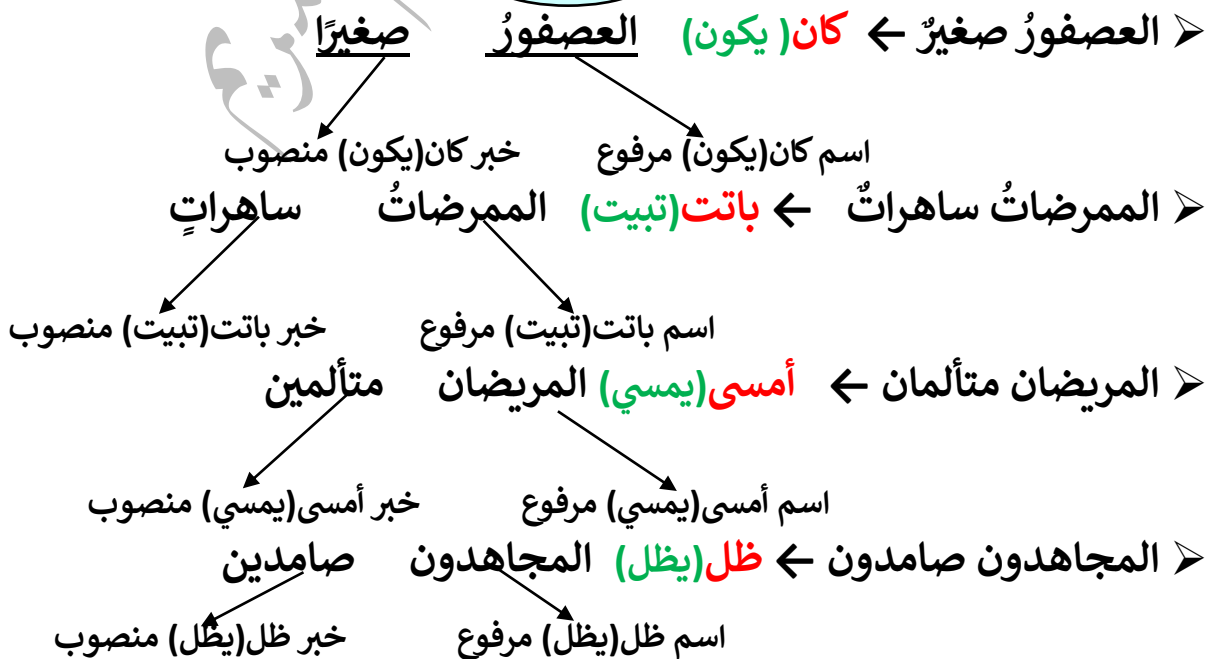 العصفورُ صغيرٌ ← كان( يكون) العصفورُ صغيرًا
اسم كان(يكون) مرفوع خبر كان(يكون) منصوب
الممرضاتُ ساهراتٌ ← باتت(تبيت) الممرضاتُ ساهراتٍ
اسم باتت(تبيت) مرفوع خبر باتت(تبيت) منصوب
المريضان متألمان ← أمسى(يمسي) المريضان متألمين
اسم أمسى(يمسي) مرفوع خبر أمسى(يمسي) منصوب
المجاهدون صامدون ← ظل(يظل) المجاهدون صامدين
اسم ظل(يظل) مرفوع خبر ظل(يظل) منصوب